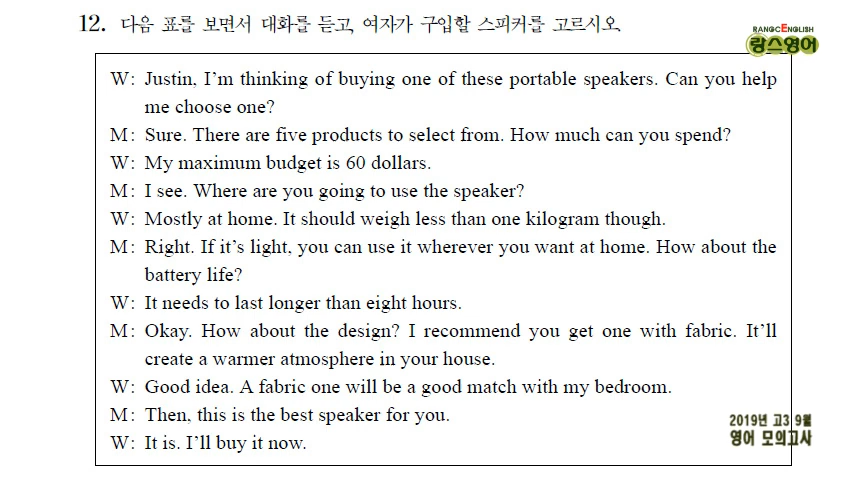 12. 다음 표를 보면서 대화를 듣고, 여자가 구입할 스피커를 고르시오.
RANGCENGLISH
랑스영어
W: Justin, I'm thinking of buying one of these portable speakers. Can you help
me choose one?
M: Sure. There are five products to select from. How much can you spend?
W: My maximum budget is 60 dollars.
M: I see. Where are you going to use the speaker?
W: Mostly at home. It should weigh less than one kilogram though.
M: Right. If it's light, you can use it wherever you want at home. How about the
battery life?
W: It needs to last longer than eight hours.
M: Okay. How about the design? I recommend you get one with fabric. It'll
create a warmer atmosphere in your house.
W: Good idea. A fabric one will be a good match with my bedroom.
M: Then, this is the best speaker for you.
W: It is. I'll buy it now.
2019년 고3 9월
영어 모의고사